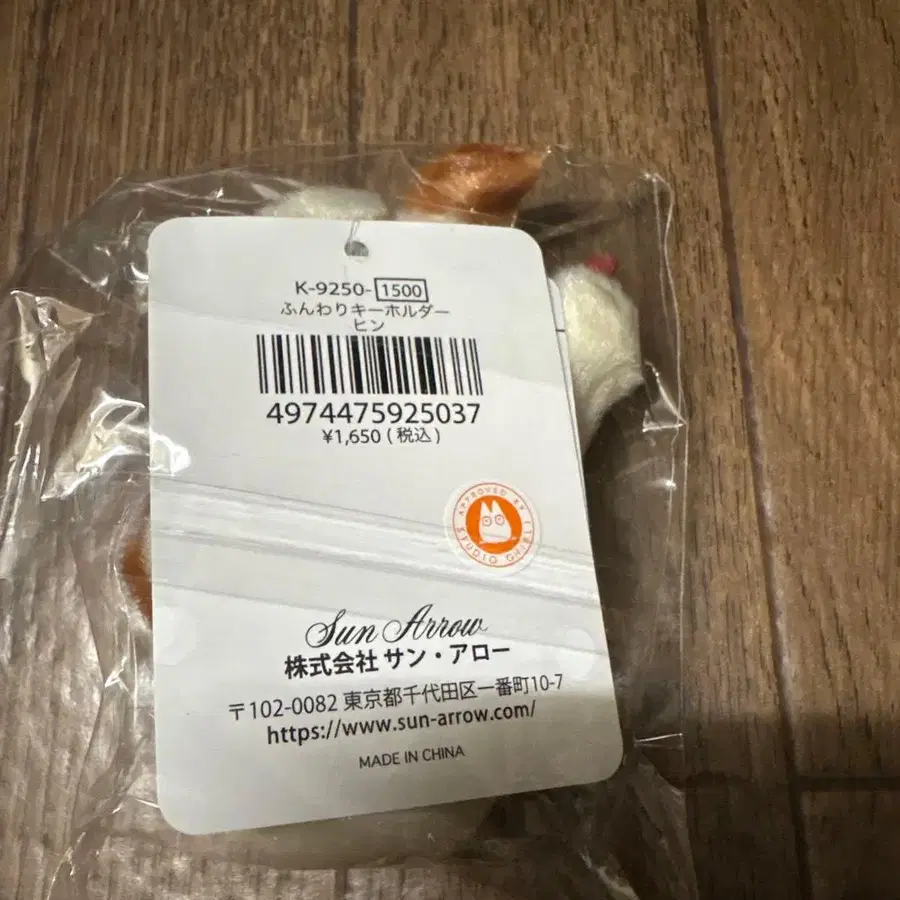 K-9250-1500
ふんわりキーホルダー
ヒン
4974475925037
¥1,650 (税込)
APPROVED BY STUDIO GHIBLI
Sun Arrow
株式会社 サン・アロー
〒102-0082 東京都千代田区一番町10-7
https://www.sun-arrow.com/
MADE IN CHINA